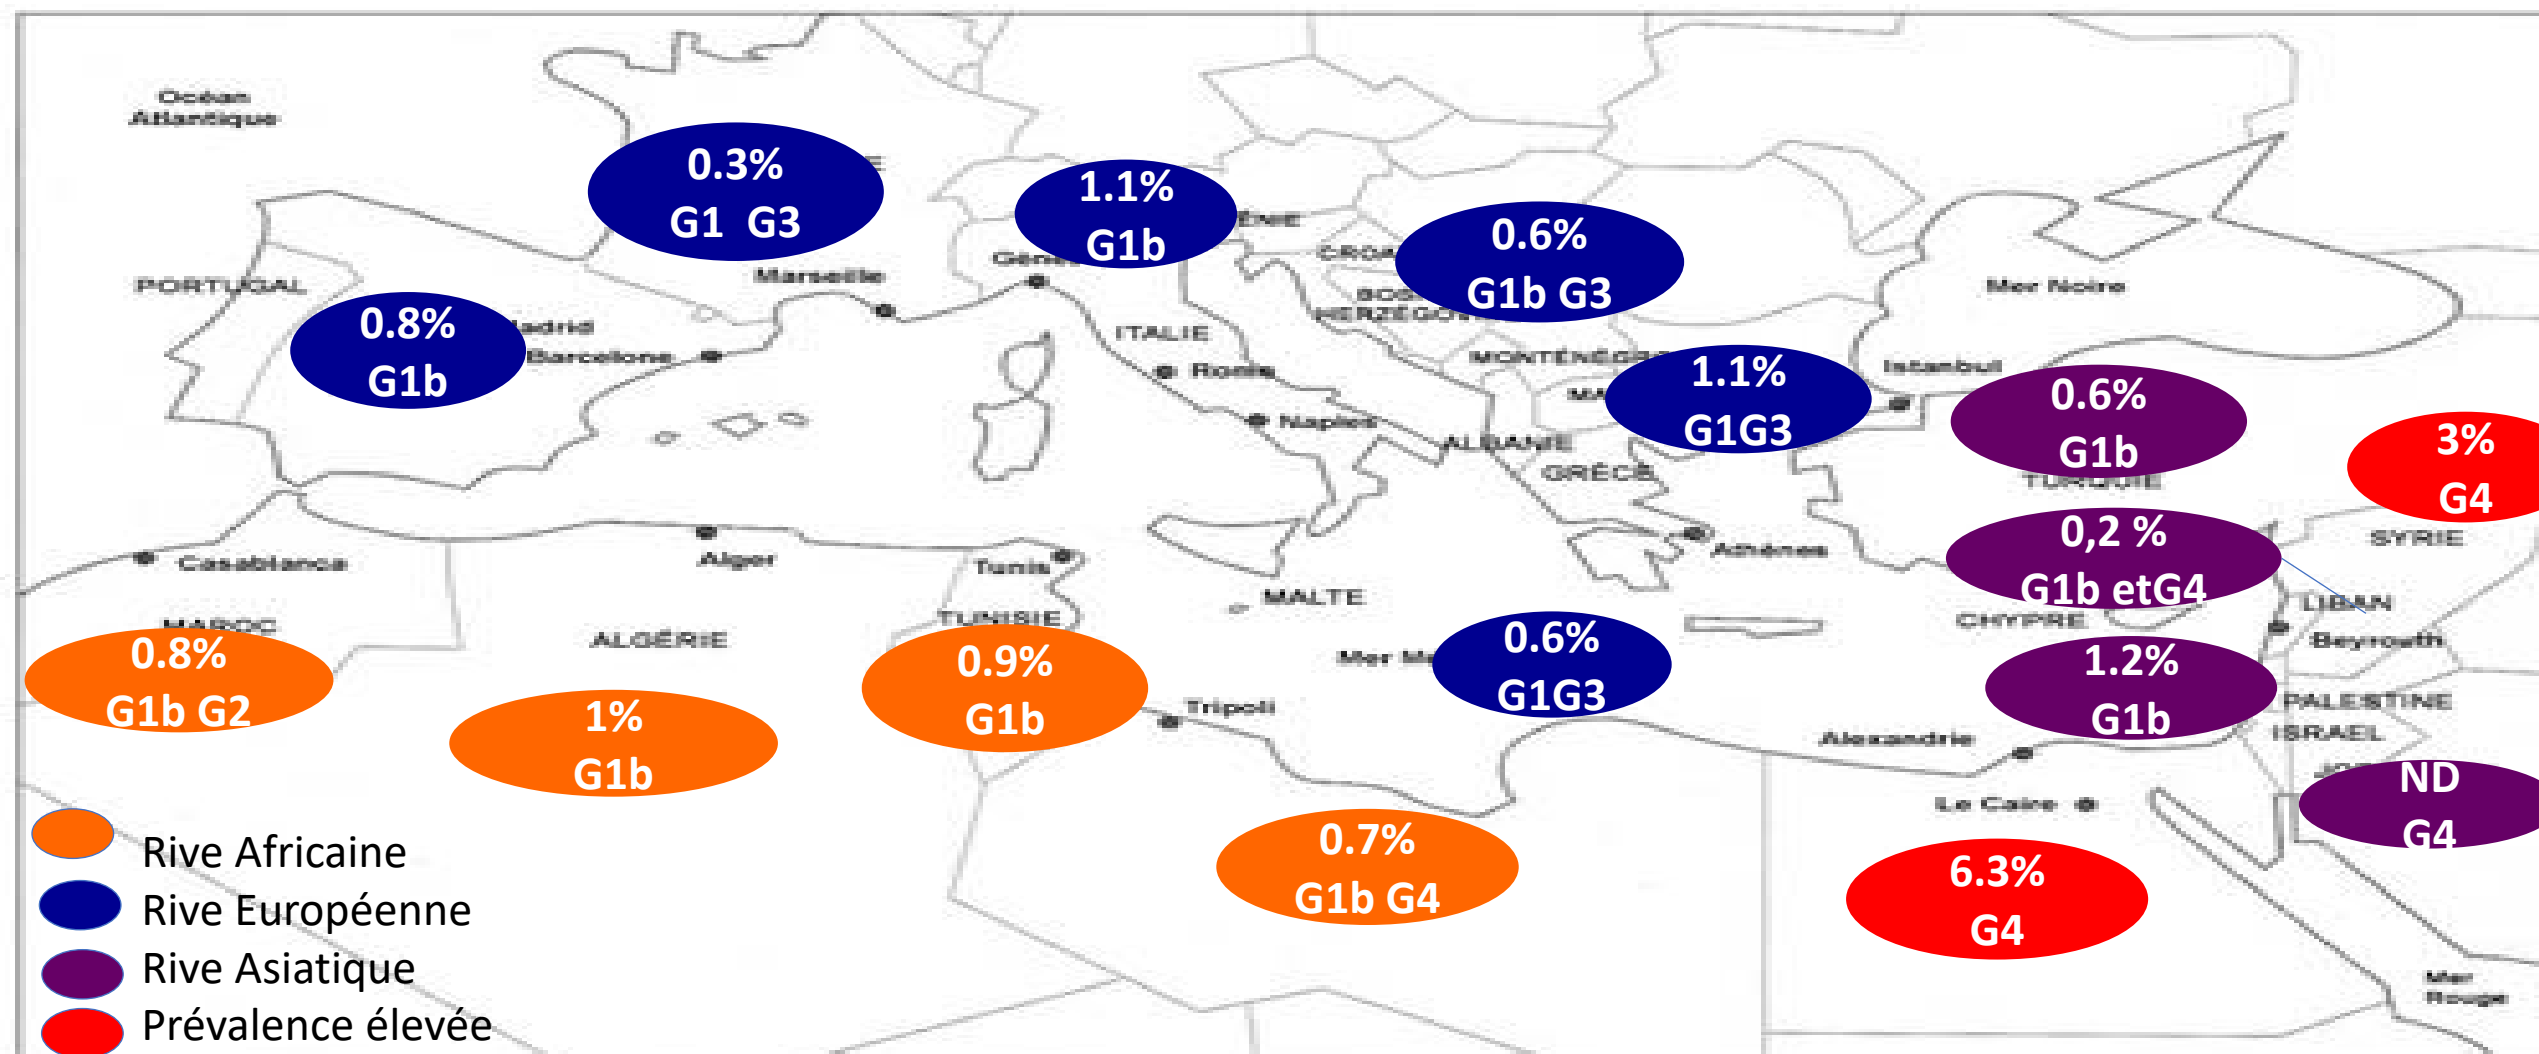 Océan
Atlantique
0.3%
G1 G3
1.1%
G1b
0.6%
G1b G3
Marseille
PORTUGAL
Mer Noire
0.8%
G1b
Barcelone
ITALIE
Rome
Naples
MONTÉNÉGRO
1.1%
G1G3
Istanbul
ALBANIE
GRÈCE
0.6%
G1b
TURQUIE
3%
G4
SYRIE
Casablanca
Alger
Tunis
Athènes
0,2 %
G1b etG4
MAROC
ALGÉRIE
TUNISIE
MALTE
CHYPRE
LIBAN
Beyrouth
0.8%
G1b G2
1%
G1b
0.9%
G1b
Tripoli
0.6%
G1G3
1.2%
G1b
PALESTINE
ISRAEL
Alexandrie
ND
G4
Le Caire
0.7%
G1b G4
6.3%
G4
Mer
Rouge
Rive Africaine
Rive Européenne
Rive Asiatique
Prévalence élevée